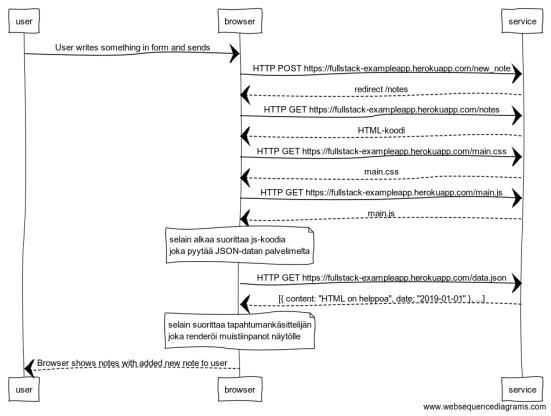 user browser service
User writes something in form and sends
HTTP POST https://fullstack-exampleapp.herokuapp.com/new_note
redirect /notes
HTTP GET https://fullstack-exampleapp.herokuapp.com/notes
HTML-koodi
HTTP GET https://fullstack-exampleapp.herokuapp.com/main.css
main.css
HTTP GET https://fullstack-exampleapp.herokuapp.com/main.js
main.js
selain alkaa suorittaa js-koodia
joka pyytää JSON-datan palvelimelta
HTTP GET https://fullstack-exampleapp.herokuapp.com/data.json
[{ content: "HTML on helppoa", date: "2019-01-01" }, ...]
selain suorittaa tapahtumankäsittelijän
joka renderöi muistiinpanot näytölle
Browser shows notes with added new note to user
user browser service
www.websequencediagrams.com